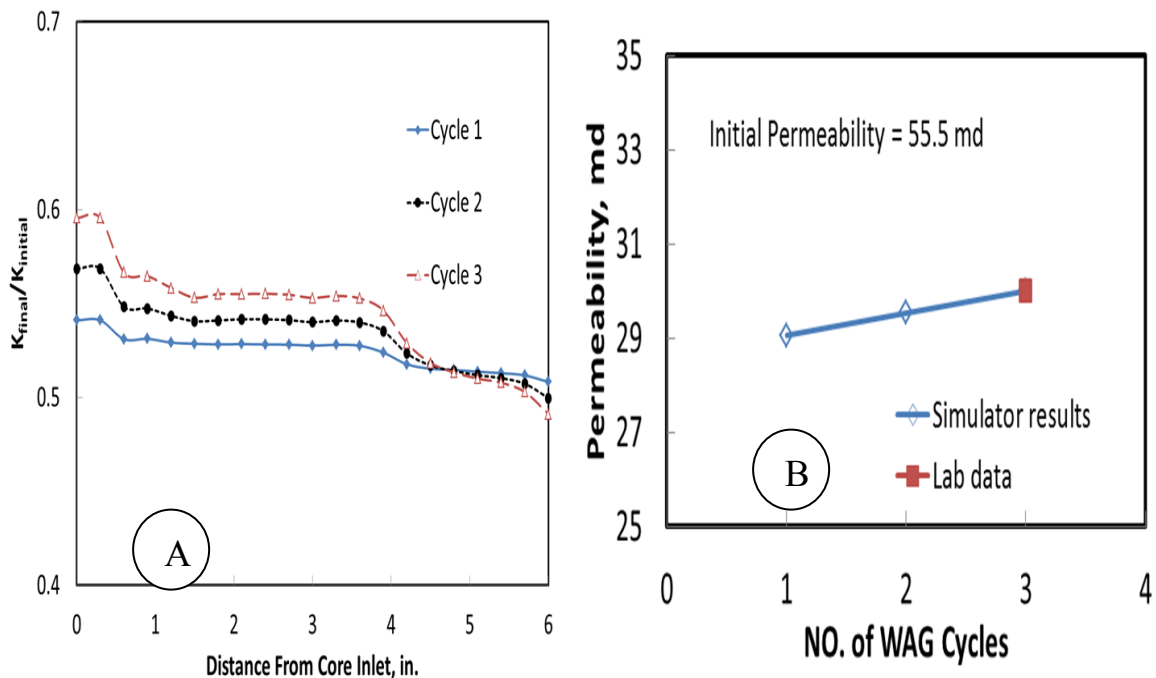 0.7
0.6
0.5
0.4
K_final/K_initial
Cycle 1
Cycle 2
Cycle 3
A
0 1 2 3 4 5 6
Distance From Core Inlet, in.
35
33
31
29
27
25
Permeability, md
Initial Permeability = 55.5 md
Simulator results
Lab data
B
0 1 2 3 4
NO. of WAG Cycles